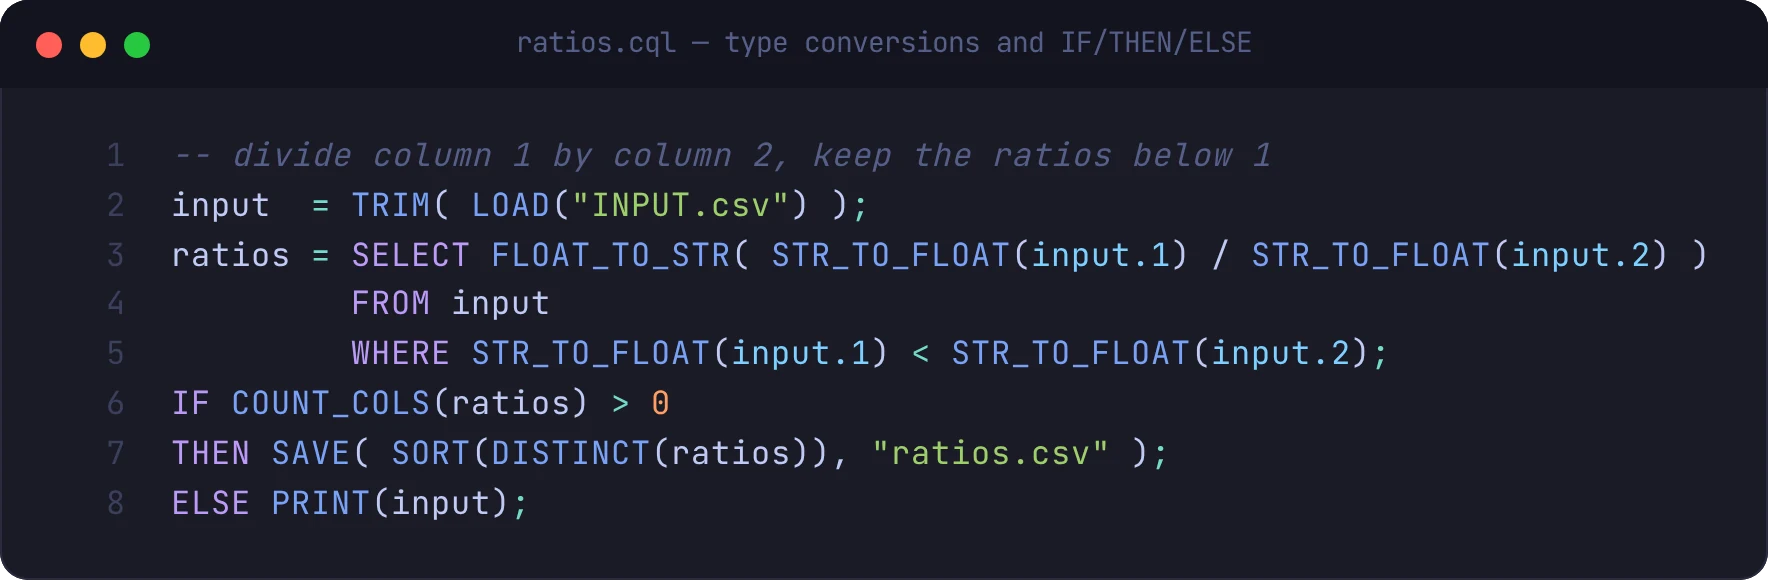 ratios.cql — type conversions and IF/THEN/ELSE
1 -- divide column 1 by column 2, keep the ratios below 1
2 input  = TRIM( LOAD("INPUT.csv") );
3 ratios = SELECT FLOAT_TO_STR( STR_TO_FLOAT(input.1) / STR_TO_FLOAT(input.2) )
4          FROM input
5          WHERE STR_TO_FLOAT(input.1) < STR_TO_FLOAT(input.2);
6 IF COUNT_COLS(ratios) > 0
7 THEN SAVE( SORT(DISTINCT(ratios)), "ratios.csv" );
8 ELSE PRINT(input);